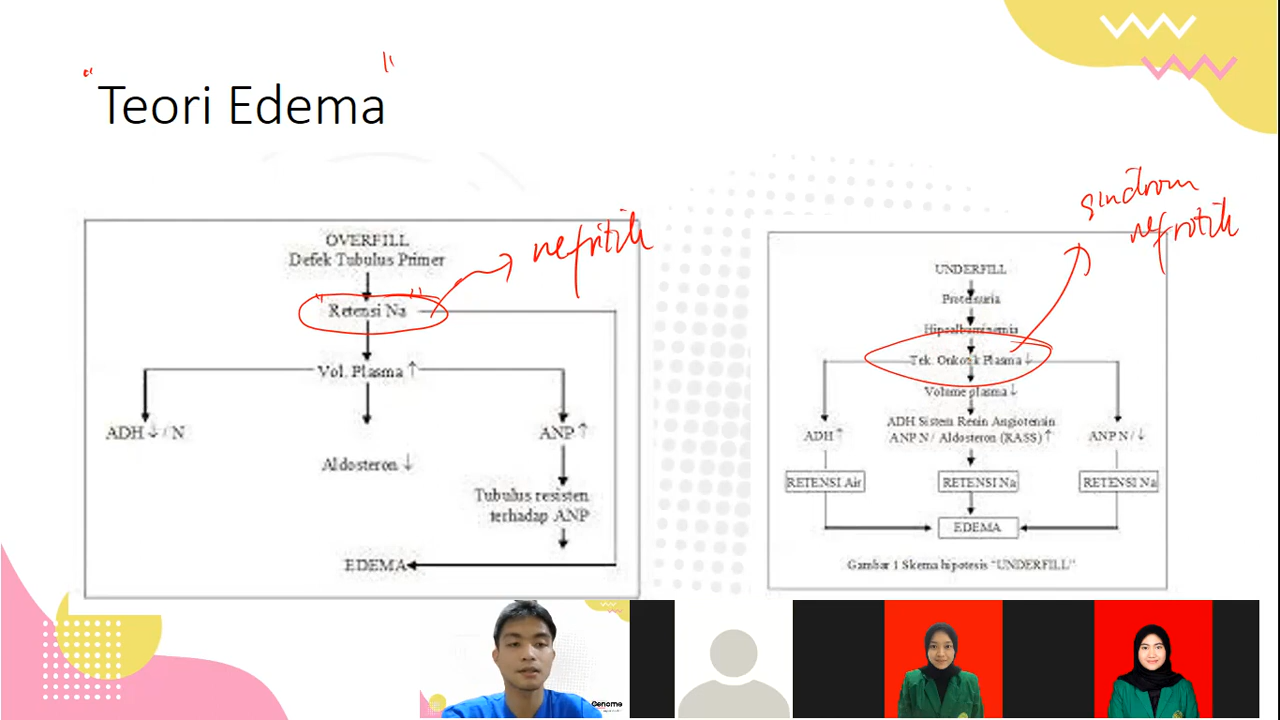 "Teori Edema"
OVERFILL
Defek Tubulus Primer
"Retensi Na"
nefritik
Vol. Plasma ↑
ADH ↓ / N
ANP ↑
Aldosteron ↓
Tubulus resisten
terhadap ANP
EDEMA
sindrom
nefrotik
UNDERFILL
Proteinuria
Hipoalbuminemia
Tek. Onkotik Plasma ↓
Volume plasma ↓
ADH ↑
ADH Sistem Renin Angiotensin
ANP N / Aldosteron (RASS) ↑
ANP N / ↓
RETENSI Air
RETENSI Na
RETENSI Na
EDEMA
Gambar 1 Skema hipotesis "UNDERFILL"
Genome